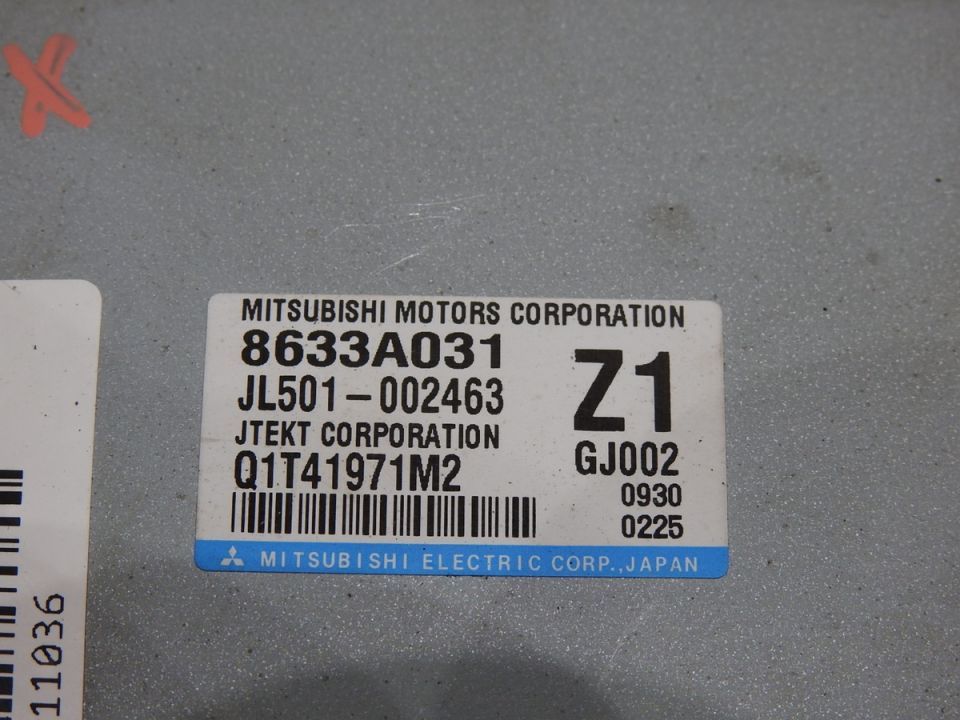 MITSUBISHI MOTORS CORPORATION
8633A031
Z1
JL501-002463
JTEKT CORPORATION
GJ002
Q1T41971M2
0930
0225
MITSUBISHI ELECTRIC CORP.,JAPAN
11036